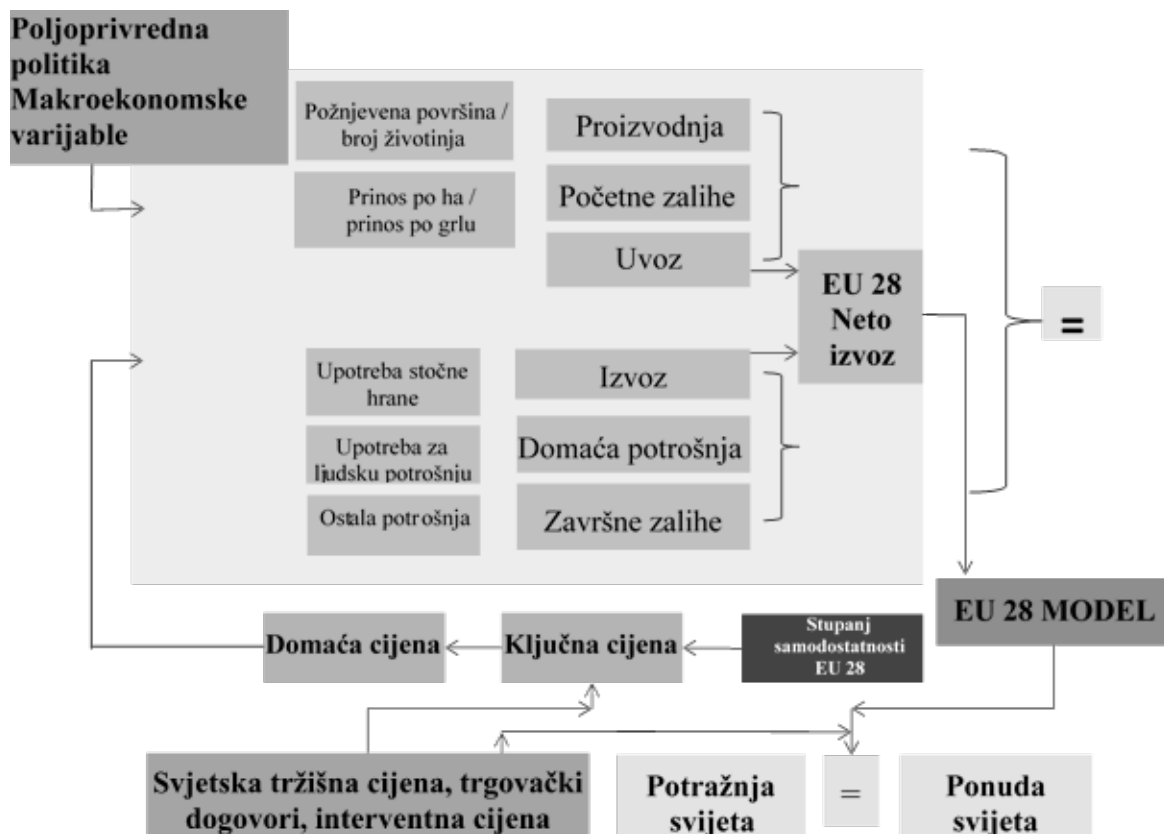 Poljoprivredna
politika
Makroekonomske
varijable
Požnjevena površina /
broj životinja
Prinos po ha /
prinos po grlu
Proizvodnja
Početne zalihe
Uvoz
EU 28
Neto
izvoz
=
Upotreba stočne
hrane
Upotreba za
ljudsku potrošnju
Ostala potrošnja
Izvoz
Domaća potrošnja
Završne zalihe
EU 28 MODEL
Domaća cijena
Ključna cijena
Stupanj
samodostatnosti
EU 28
Svjetska tržišna cijena, trgovački
dogovori, interventna cijena
Potražnja
svijeta
=
Ponuda
svijeta